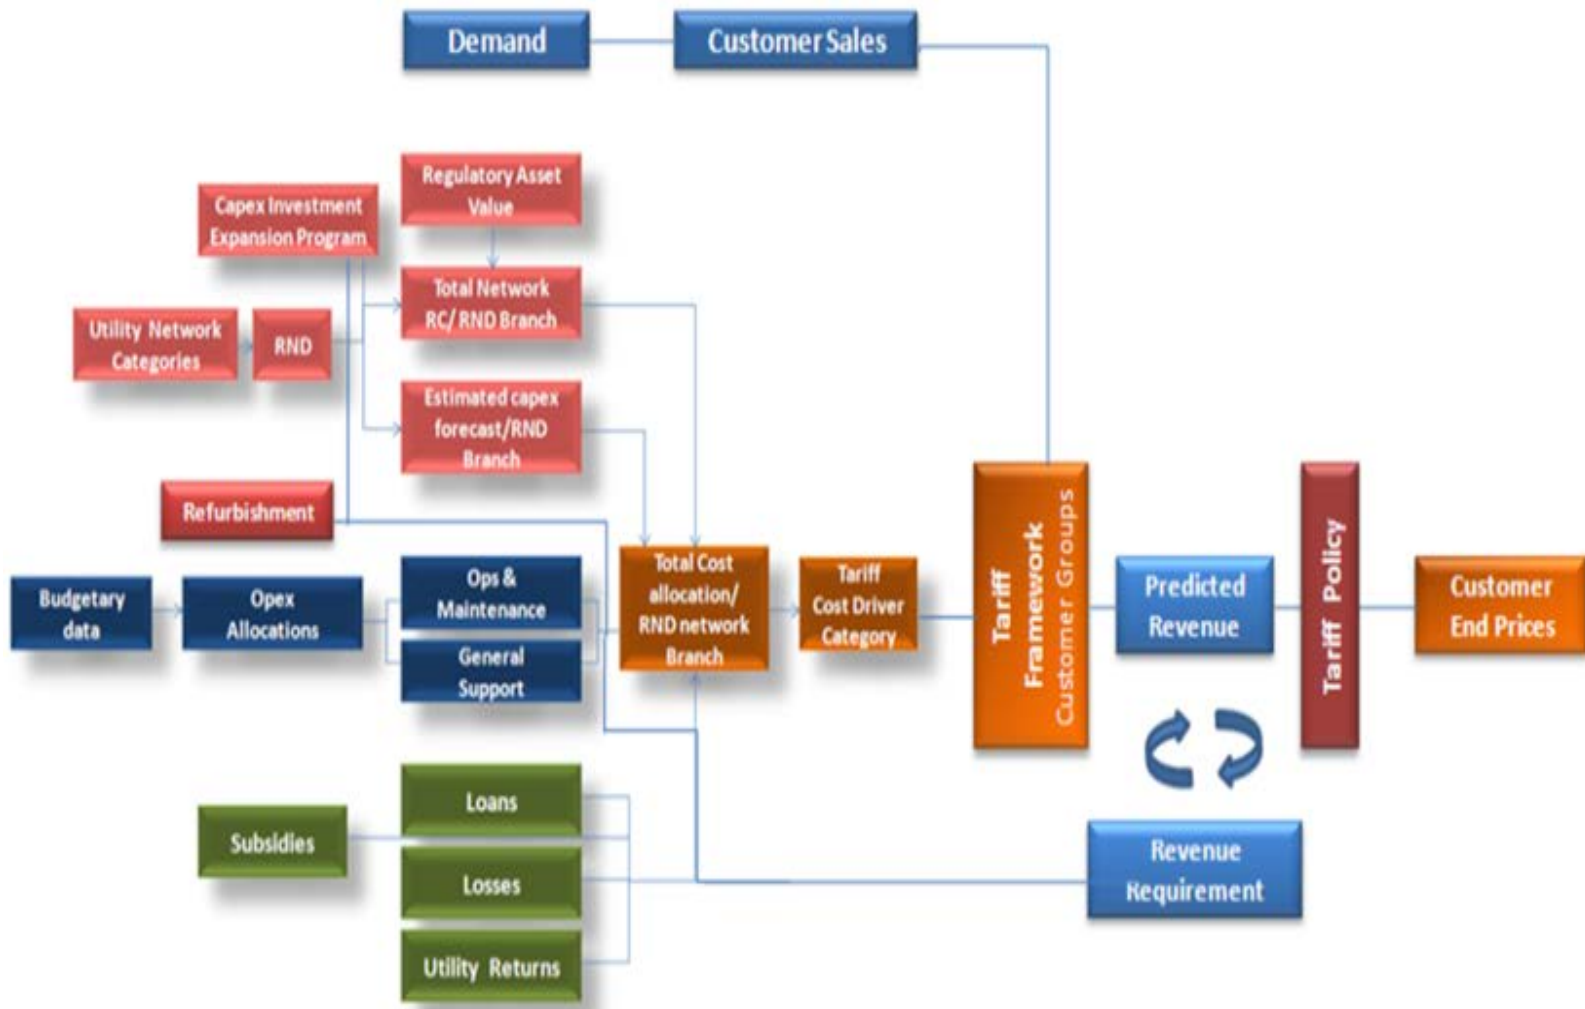 Demand
Customer Sales
Regulatory Asset
Value
Capex Investment
Expansion Program
Total Network
RC/ RND Branch
Utility Network
Categories
RND
Estimated capex
forecast/RND
Branch
Refurbishment
Budgetary
data
Opex
Allocations
Ops &
Maintenance
General
Support
Total Cost
allocation/
RND network
Branch
Tariff
Cost Driver
Category
Tariff
Framework
Customer Groups
Predicted
Revenue
Tariff Policy
Customer
End Prices
Subsidies
Loans
Losses
Utility Returns
Revenue
Requirement